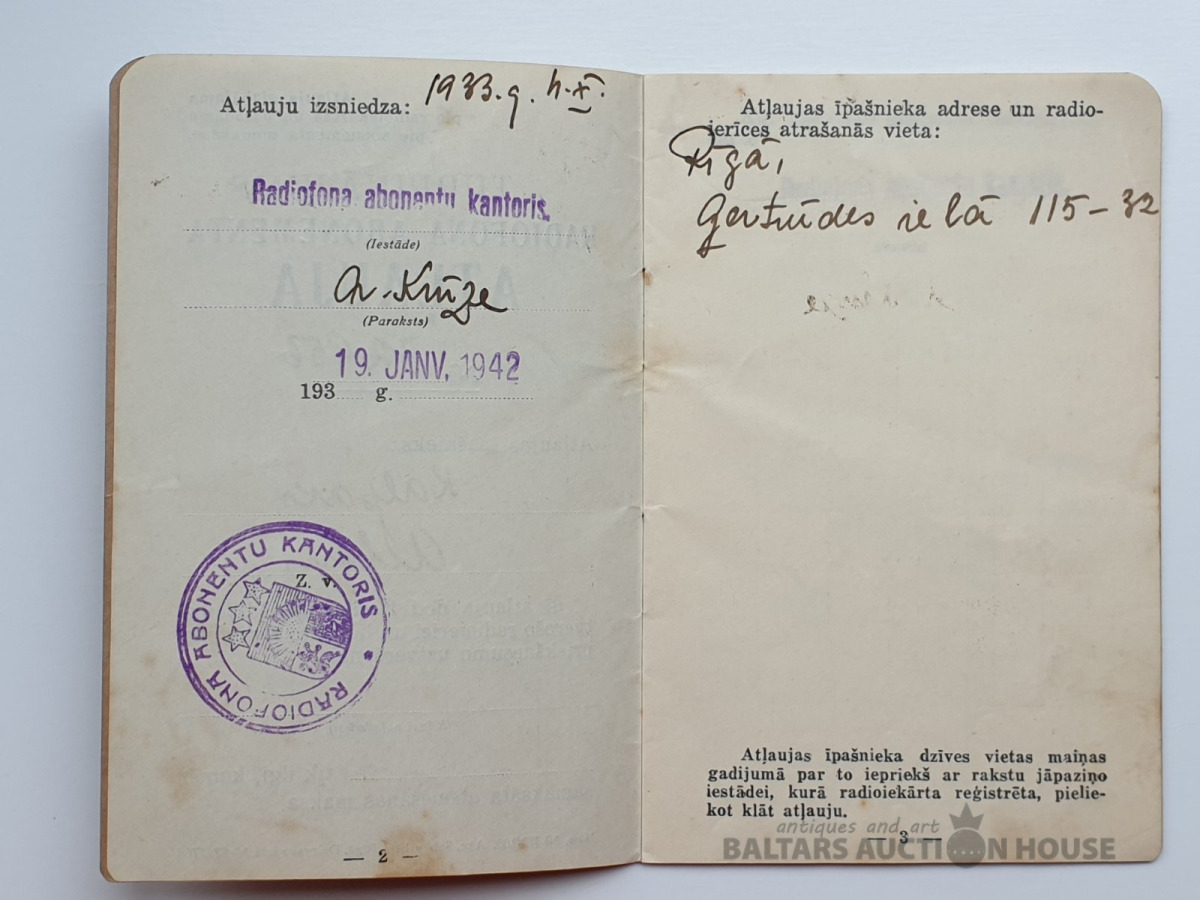 Atļauju izsniedza: 1933. g. 4.X.
Radiofona abonentu kantoris.
(Iestāde)
A. Krūze
(Paraksts)
19. JANV. 1942
193 g.
Z. v.
RADIOFONA ABONENTU KANTORIS *
— 2 —
Atļaujas īpašnieka adrese un radio-
ierīces atrašanās vieta:
Rīgā,
Ģertrūdes ielā 115-32
Atļaujas īpašnieka dzīves vietas maiņas
gadijumā par to iepriekš ar rakstu jāpaziņo
iestādei, kurā radioiekārta reģistrēta, pielie-
kot klāt atļauju.
— 3 —
antiques and art
BALTARS AUCTION HOUSE